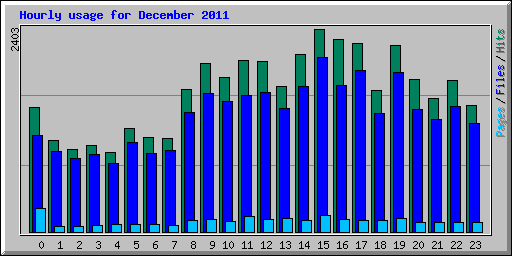 Hourly usage for December 2011
2403
Pages/Files/Hits
0 1 2 3 4 5 6 7 8 9 10 11 12 13 14 15 16 17 18 19 20 21 22 23